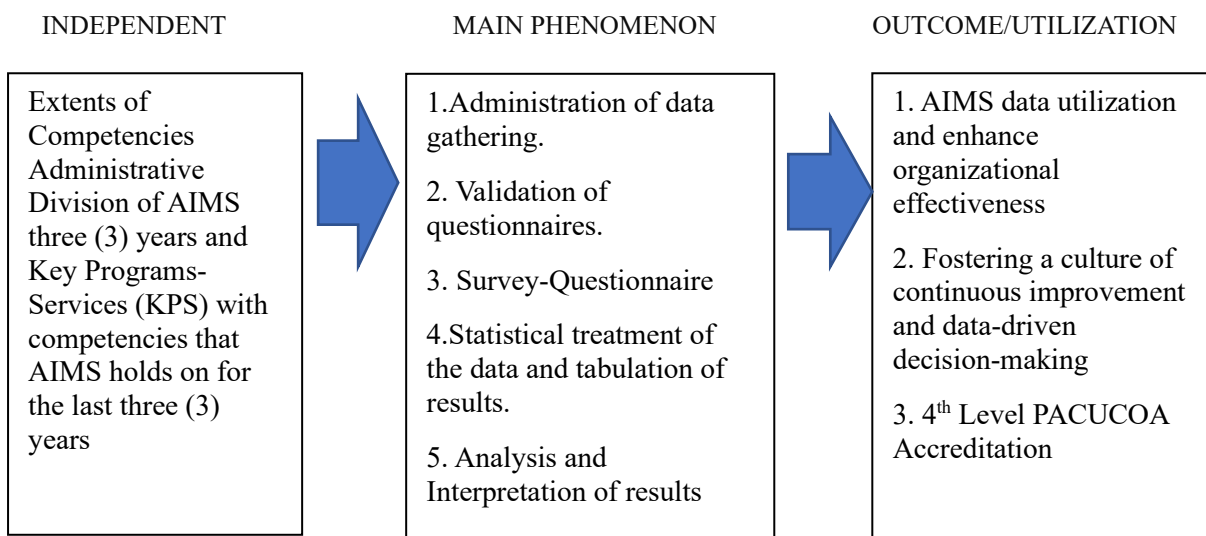 INDEPENDENT
MAIN PHENOMENON
OUTCOME/UTILIZATION
Extents of
Competencies
Administrative
Division of AIMS
three (3) years and
Key Programs-
Services (KPS) with
competencies that
AIMS holds on for
the last three (3)
years
1.Administration of data
gathering.
2. Validation of
questionnaires.
3. Survey-Questionnaire
4.Statistical treatment of
the data and tabulation of
results.
5. Analysis and
Interpretation of results
1. AIMS data utilization
and enhance
organizational
effectiveness
2. Fostering a culture of
continuous improvement
and data-driven
decision-making
3. 4th Level PACUCOA
Accreditation